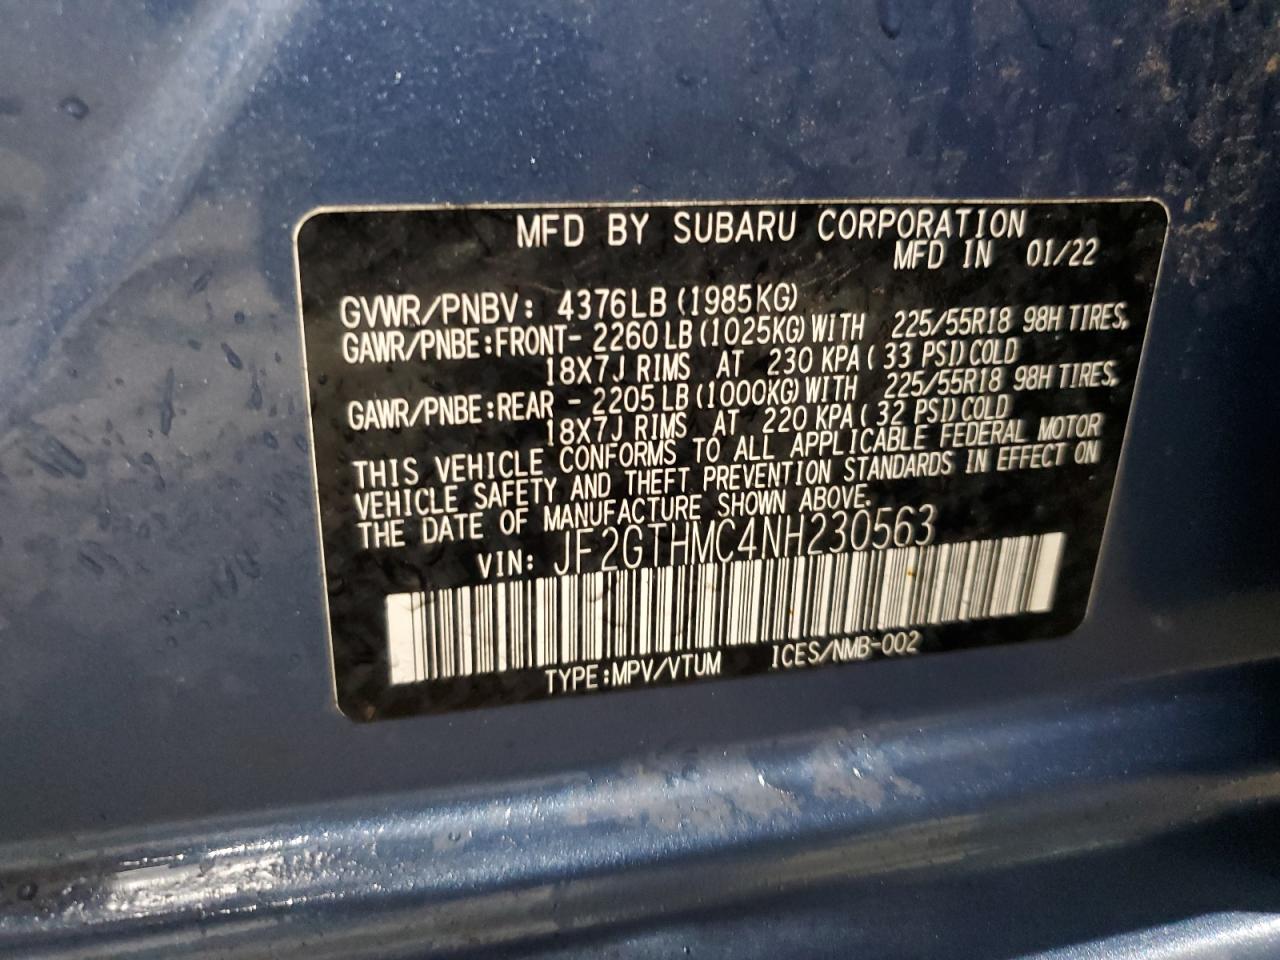 MFD BY SUBARU CORPORATION
MFD IN 01/22
GVWR/PNBV: 4376LB (1985KG)
GAWR/PNBE:FRONT- 2260 LB (1025KG) WITH 225/55R18 98H TIRES,
18X7J RIMS AT 230 KPA ( 33 PSI) COLD
GAWR/PNBE:REAR - 2205 LB (1000KG) WITH 225/55R18 98H TIRES,
18X7J RIMS AT 220 KPA ( 32 PSI) COLD
THIS VEHICLE CONFORMS TO ALL APPLICABLE FEDERAL MOTOR
VEHICLE SAFETY AND THEFT PREVENTION STANDARDS IN EFFECT ON
THE DATE OF MANUFACTURE SHOWN ABOVE.
VIN: JF2GTHMC4NH230563
TYPE:MPV/VTUM ICES/NMB-002